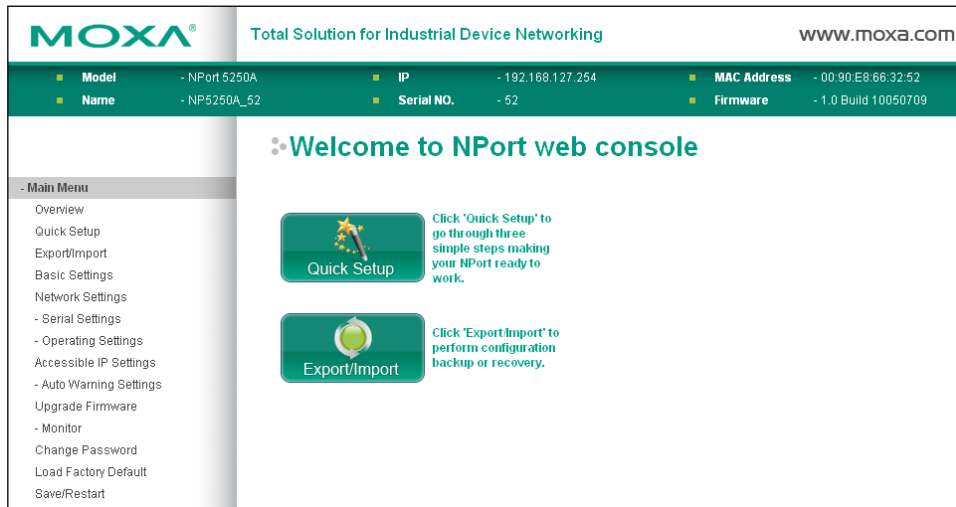 MOXA®
Total Solution for Industrial Device Networking
www.moxa.com
Model - NPort 5250A IP - 192.168.127.254 MAC Address - 00:90:E8:66:32:52
Name - NP5250A_52 Serial NO. - 52 Firmware - 1.0 Build 10050709
Welcome to NPort web console
- Main Menu
Overview
Quick Setup
Export/Import
Basic Settings
Network Settings
- Serial Settings
- Operating Settings
Accessible IP Settings
- Auto Warning Settings
Upgrade Firmware
- Monitor
Change Password
Load Factory Default
Save/Restart
Quick Setup
Click 'Quick Setup' to
go through three
simple steps making
your NPort ready to
work.
Export/Import
Click 'Export/Import' to
perform configuration
backup or recovery.